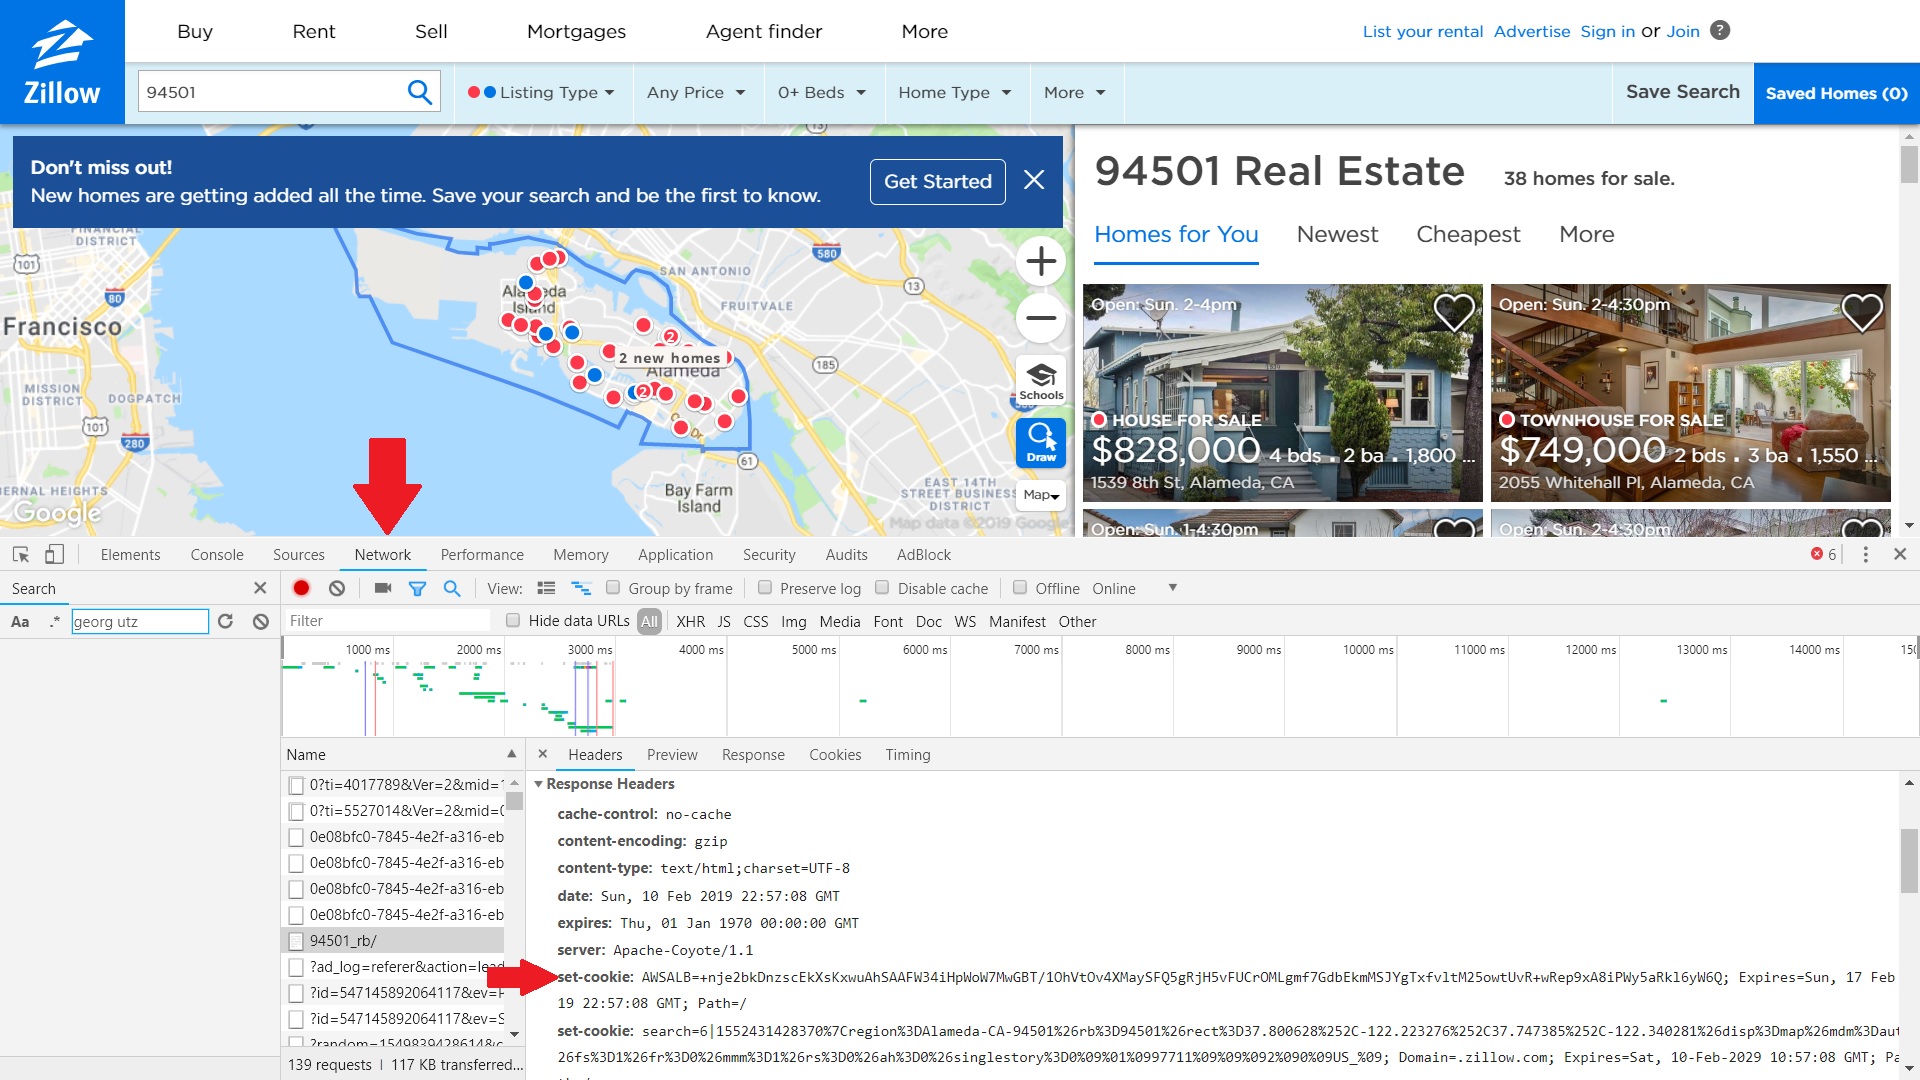 Zillow
Buy Rent Sell Mortgages Agent finder More
List your rental Advertise Sign in or Join ?
94501
Listing Type Any Price 0+ Beds Home Type More
Save Search
Saved Homes (0)
Don't miss out!
New homes are getting added all the time. Save your search and be the first to know.
Get Started
FINANCIAL
DISTRICT
101
80
Francisco
MISSION
DISTRICT
DOGPATCH
101
280
ERNAL HEIGHTS
Google
Alameda
Island
SAN ANTONIO
580
13
FRUITVALE
2
2 new homes
Alameda
185
2
61
Bay Farm
Island
EAST 14TH
STREET BUSINESS
DISTRICT
Map data ©2019 Google
Schools
Draw
Map
94501 Real Estate
38 homes for sale.
Homes for You Newest Cheapest More
Open: Sun. 2-4pm
HOUSE FOR SALE
$828,000 4 bds . 2 ba . 1,800 ...
1539 8th St, Alameda, CA
Open: Sun. 2-4:30pm
TOWNHOUSE FOR SALE
$749,000 2 bds . 3 ba . 1,550 ...
2055 Whitehall Pl, Alameda, CA
Open: Sun. 1-4:30pm
Open: Sun. 2-4:30pm
Elements Console Sources Network Performance Memory Application Security Audits AdBlock 6
Search
Aa .* georg utz
View: Group by frame Preserve log Disable cache Offline Online
Filter Hide data URLs All XHR JS CSS Img Media Font Doc WS Manifest Other
1000 ms 2000 ms 3000 ms 4000 ms 5000 ms 6000 ms 7000 ms 8000 ms 9000 ms 10000 ms 11000 ms 12000 ms 13000 ms 14000 ms 150
Name
0?ti=4017789&Ver=2&mid=1
0?ti=5527014&Ver=2&mid=0
0e08bfc0-7845-4e2f-a316-eb
0e08bfc0-7845-4e2f-a316-eb
0e08bfc0-7845-4e2f-a316-eb
0e08bfc0-7845-4e2f-a316-eb
94501_rb/
?ad_log=referer&action=lead
?id=547145892064117&ev=F
?id=547145892064117&ev=S
?random=1549839428614&c
139 requests | 117 KB transferred...
Headers Preview Response Cookies Timing
Response Headers
cache-control: no-cache
content-encoding: gzip
content-type: text/html;charset=UTF-8
date: Sun, 10 Feb 2019 22:57:08 GMT
expires: Thu, 01 Jan 1970 00:00:00 GMT
server: Apache-Coyote/1.1
set-cookie: AWSALB=+nje2bkDnzscEkXsKxwuAhSAAFW34iHpWoW7MwGBT/1OhVtOv4XMaySFQ5gRjH5vFUCrOMLgmf7GdbEkmMSJYgTxfvltM25owtUvR+wRep9xA8iPWy5aRkl6yW6Q; Expires=Sun, 17 Feb
19 22:57:08 GMT; Path=/
set-cookie: search=6|1552431428370%7Cregion%3DAlameda-CA-94501%26rb%3D94501%26rect%3D37.800628%252C-122.223276%252C37.747385%252C-122.340281%26disp%3Dmap%26mdm%3Daut
26fs%3D1%26fr%3D0%26mmm%3D1%26rs%3D0%26ah%3D0%26singlestory%3D0%09%01%0997711%09%09%092%090%09US_%09; Domain=.zillow.com; Expires=Sat, 10-Feb-2029 10:57:08 GMT; Pa